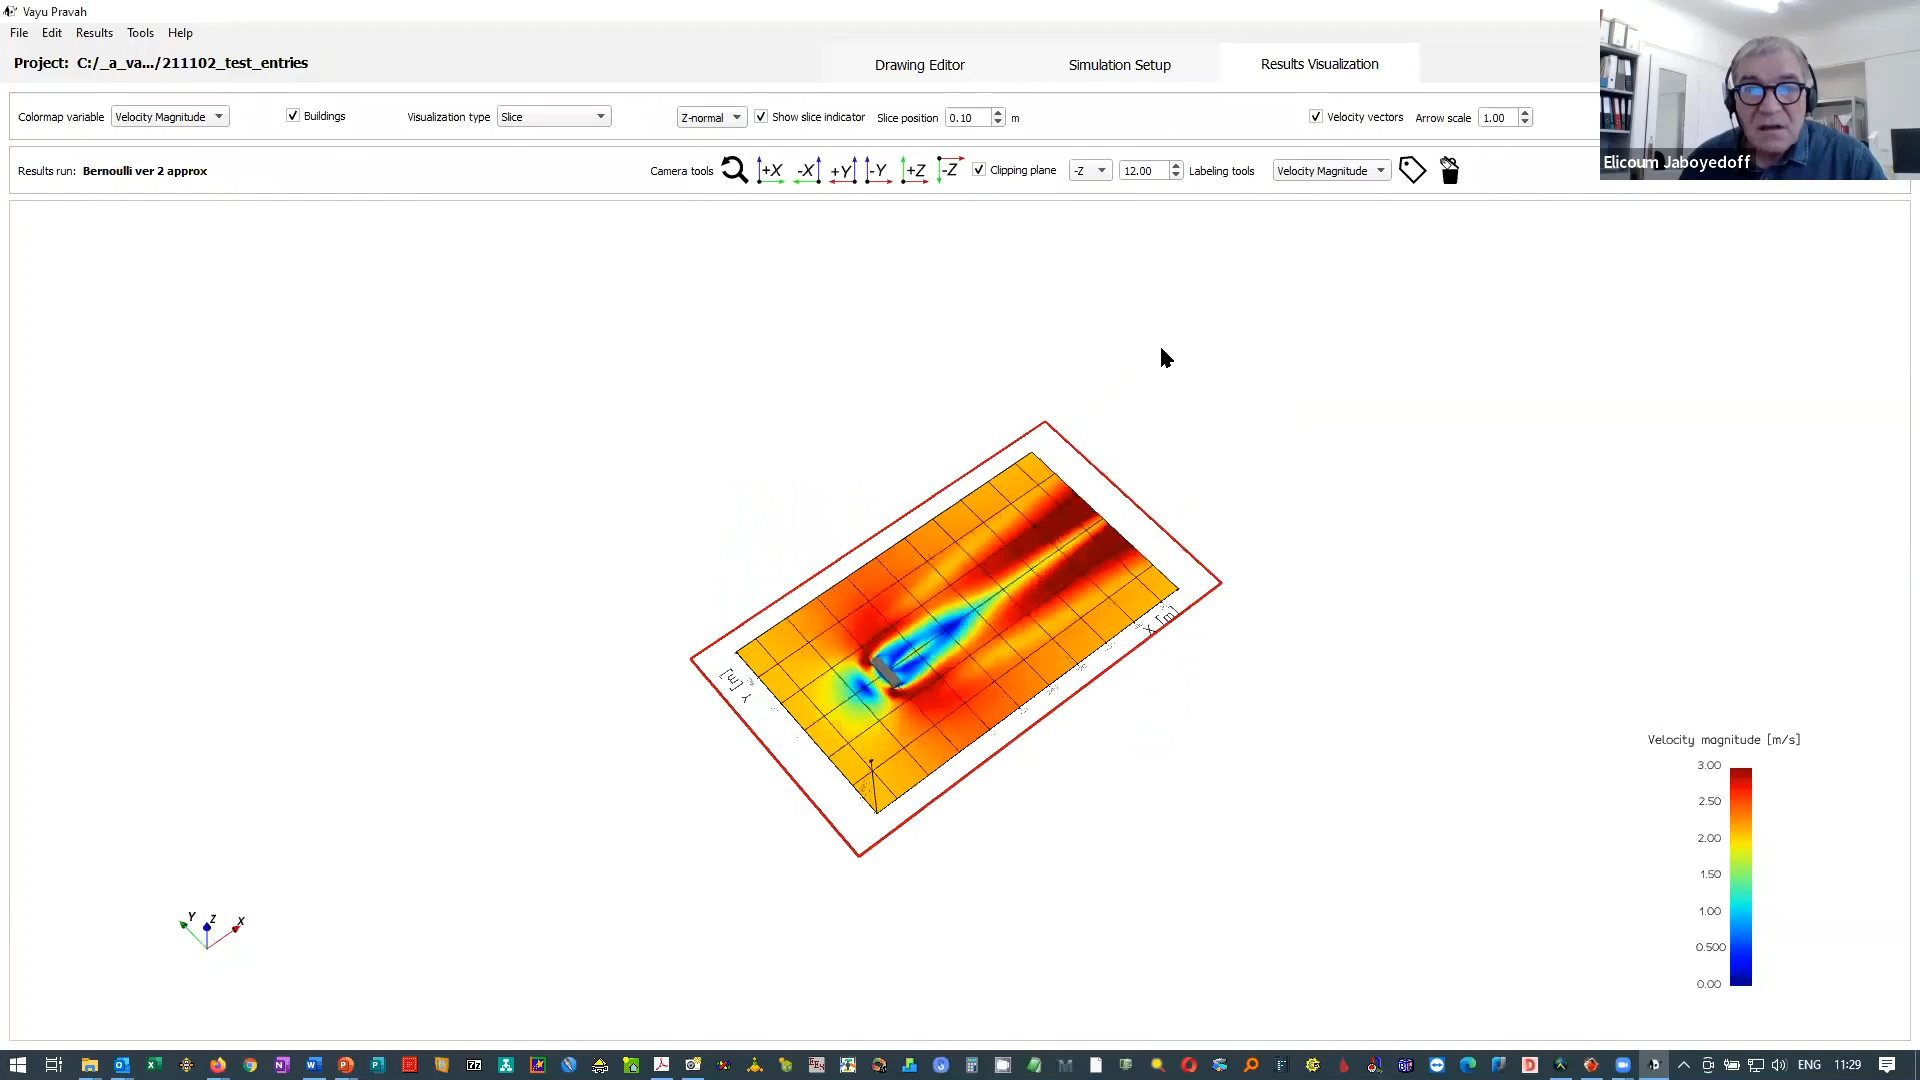 Vayu Pravah
File Edit Results Tools Help
Project: C:/_a_va.../211102_test_entries
Drawing Editor Simulation Setup Results Visualization
Colormap variable Velocity Magnitude Buildings Visualization type Slice Z-normal Show slice indicator Slice position 0.10 m Velocity vectors Arrow scale 1.00
Results run: Bernoulli ver 2 approx Camera tools +X -X +Y -Y +Z -Z Clipping plane -Z 12.00 Labeling tools Velocity Magnitude
Elicoum Jaboyedoff
X [m]
Y [m]
Velocity magnitude [m/s]
3.00
2.50
2.00
1.50
1.00
0.500
0.00
Y Z X
ENG 11:29